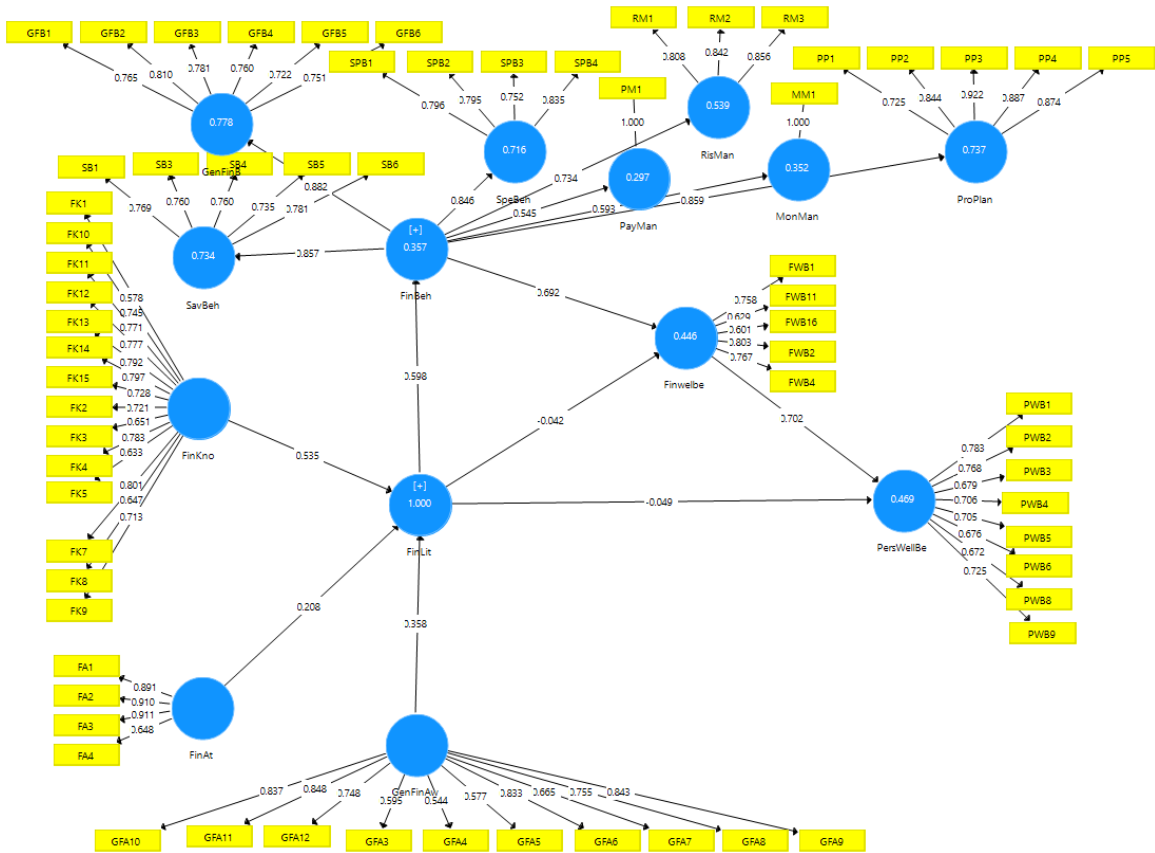 GFB1 GFB2 GFB3 GFB4 GFB5 GFB6
0.765 0.810 0.781 0.760 0.722 0.751
0.778
GenFinB
SPB1 SPB2 SPB3 SPB4
0.796 0.795 0.752 0.835
0.716
SpeBeh
RM1 RM2 RM3
0.808 0.842 0.856
0.539
RisMan
PM1
1.000
0.297
PayMan
MM1
1.000
0.352
MonMan
PP1 PP2 PP3 PP4 PP5
0.725 0.844 0.922 0.887 0.874
0.737
ProPlan
SB1 SB3 SB4 SB5 SB6
0.769 0.760 0.760 0.735 0.781
0.734
SavBeh
0.882
0.846
0.734
0.545
0.593
0.859
0.857
[+]
0.357
FinBeh
0.692
0.598
FK1
FK10
FK11
FK12
FK13
FK14
FK15
FK2
FK3
FK4
FK5
FK7
FK8
FK9
0.578
0.745
0.771
0.777
0.792
0.797
0.728
0.721
0.651
0.783
0.633
0.801
0.647
0.713
FinKno
0.535
FWB1
FWB11
FWB16
FWB2
FWB4
0.758
0.629
0.601
0.803
0.767
0.446
Finwelbe
-0.042
0.702
[+]
1.000
FinLit
-0.049
PWB1
PWB2
PWB3
PWB4
PWB5
PWB6
PWB8
PWB9
0.783
0.768
0.679
0.706
0.705
0.676
0.672
0.725
0.469
PersWellBe
0.208
0.358
FA1
FA2
FA3
FA4
0.891
0.910
0.911
0.648
FinAt
GenFinAw
0.837 0.848 0.748 0.595 0.544 0.577 0.833 0.665 0.755 0.843
GFA10 GFA11 GFA12 GFA3 GFA4 GFA5 GFA6 GFA7 GFA8 GFA9